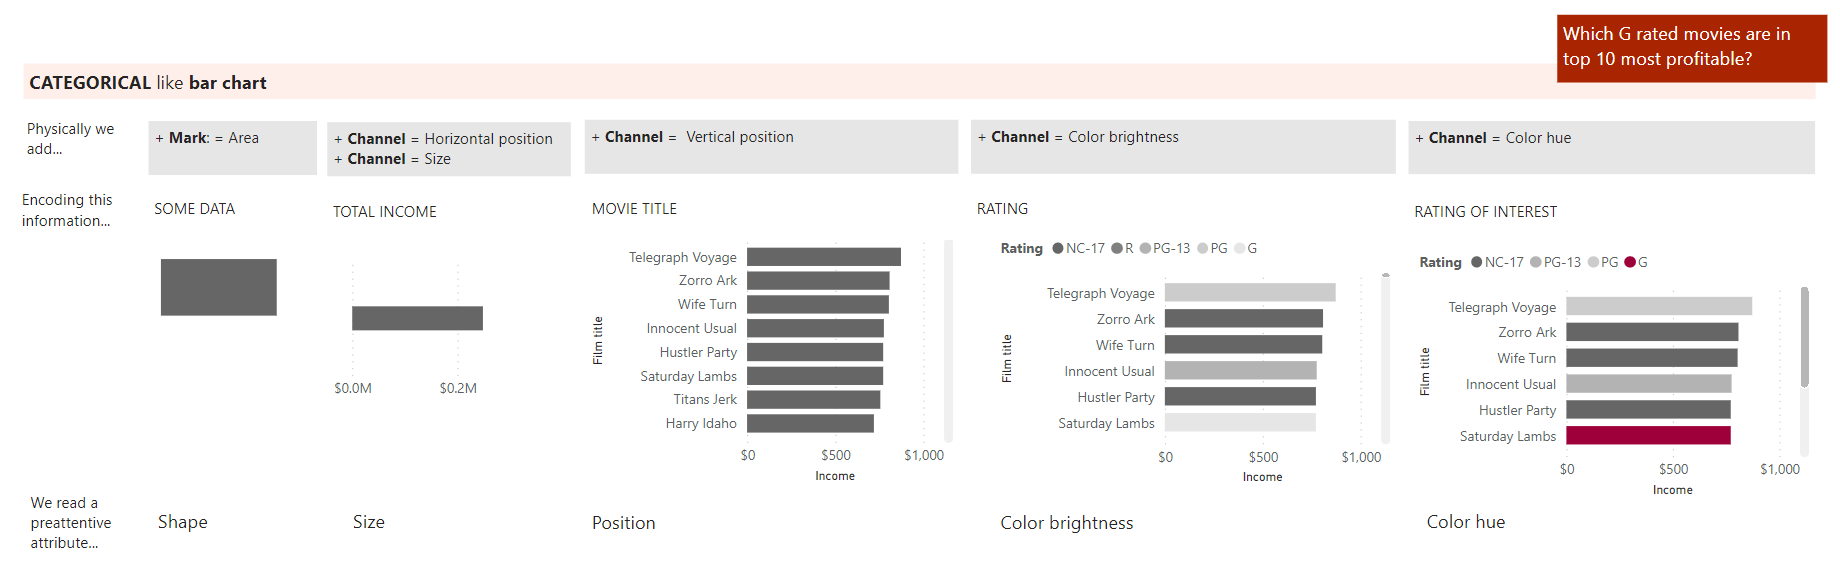 Which G rated movies are in
top 10 most profitable?
CATEGORICAL like bar chart
Physically we
add...
+ Mark: = Area
+ Channel = Horizontal position
+ Channel = Size
+ Channel = Vertical position
+ Channel = Color brightness
+ Channel = Color hue
Encoding this
information...
SOME DATA
TOTAL INCOME
$0.0M
$0.2M
MOVIE TITLE
Film title
Telegraph Voyage
Zorro Ark
Wife Turn
Innocent Usual
Hustler Party
Saturday Lambs
Titans Jerk
Harry Idaho
$0
$500
$1,000
Income
RATING
Rating NC-17 R PG-13 PG G
Film title
Telegraph Voyage
Zorro Ark
Wife Turn
Innocent Usual
Hustler Party
Saturday Lambs
$0
$500
$1,000
Income
RATING OF INTEREST
Rating NC-17 PG-13 PG G
Film title
Telegraph Voyage
Zorro Ark
Wife Turn
Innocent Usual
Hustler Party
Saturday Lambs
$0
$500
$1,000
Income
We read a
preattentive
attribute...
Shape
Size
Position
Color brightness
Color hue